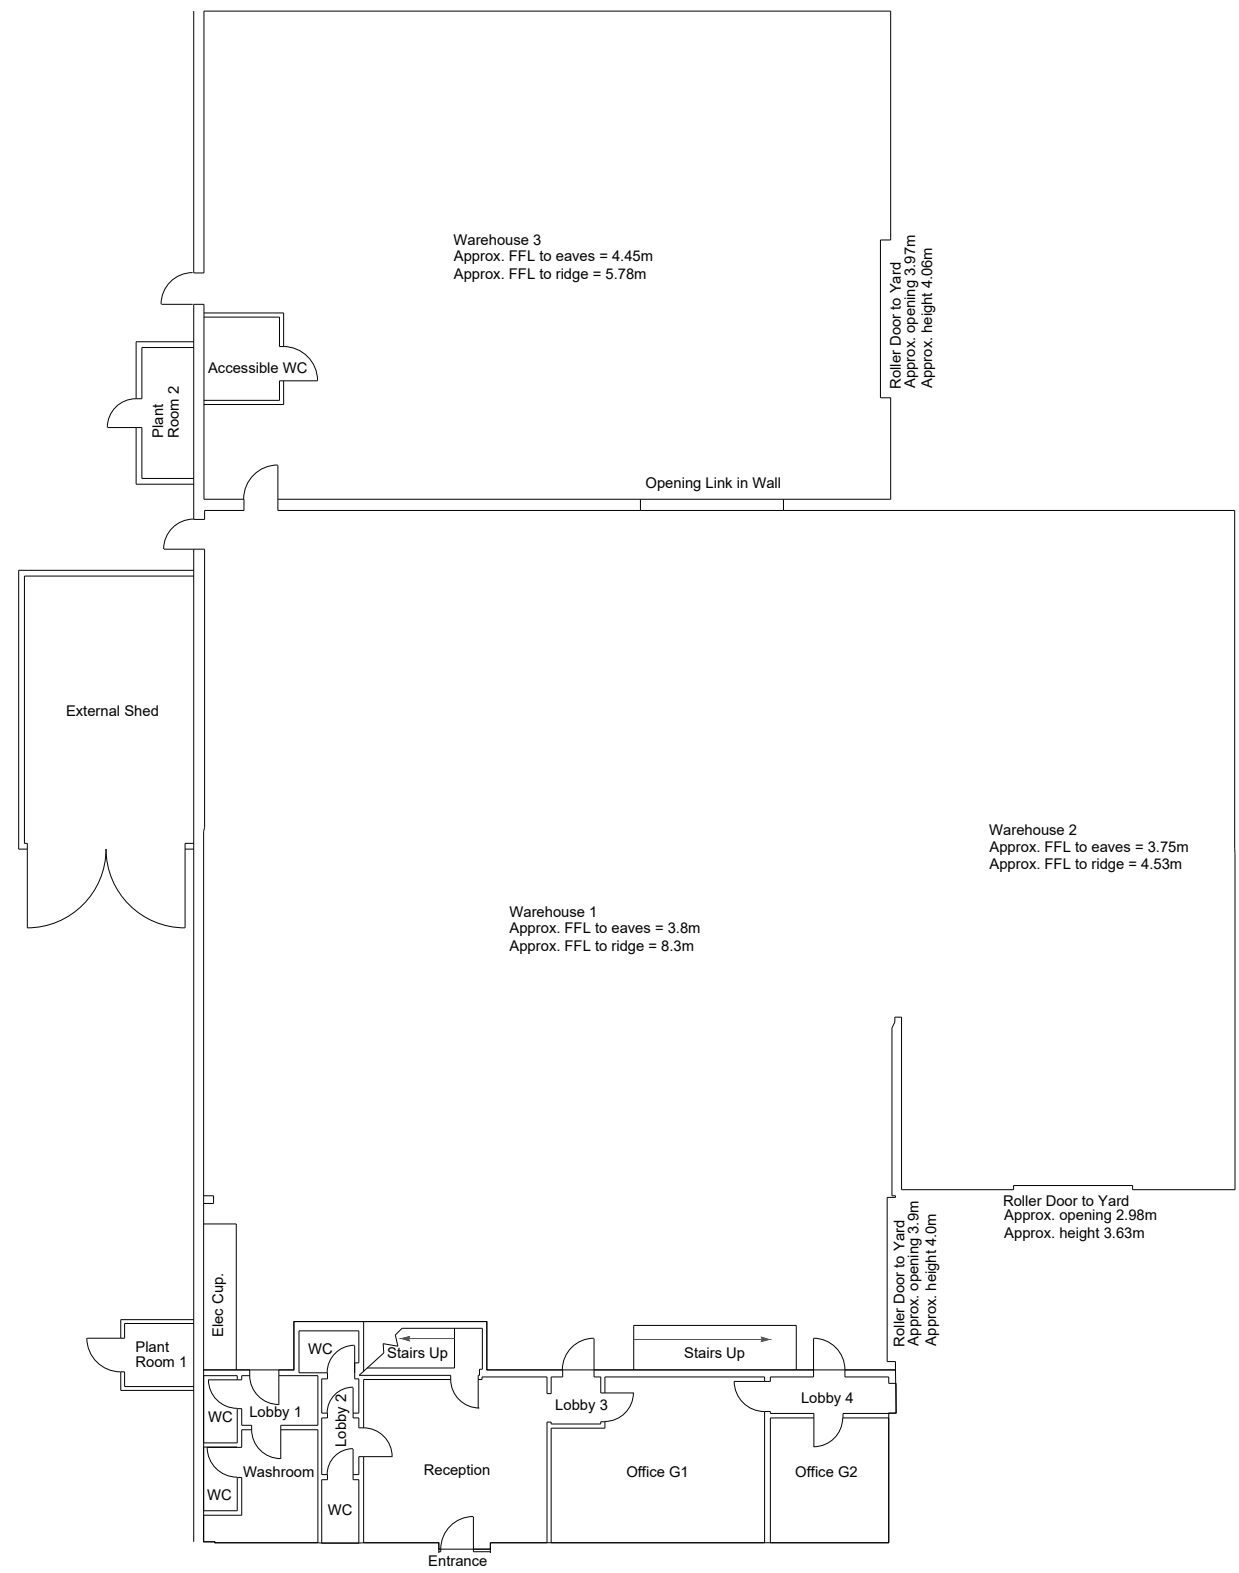 Warehouse 3
Approx. FFL to eaves = 4.45m
Approx. FFL to ridge = 5.78m
Roller Door to Yard
Approx. opening 3.97m
Approx. height 4.06m
Accessible WC
Plant
Room 2
Opening Link in Wall
External Shed
Warehouse 2
Approx. FFL to eaves = 3.75m
Approx. FFL to ridge = 4.53m
Warehouse 1
Approx. FFL to eaves = 3.8m
Approx. FFL to ridge = 8.3m
Roller Door to Yard
Approx. opening 2.98m
Approx. height 3.63m
Roller Door to Yard
Approx. opening 3.9m
Approx. height 4.0m
Elec Cup.
Plant
Room 1
WC
Stairs Up
Stairs Up
WC
Lobby 1
Lobby 2
Lobby 3
Lobby 4
Washroom
Reception
Office G1
Office G2
WC
WC
Entrance